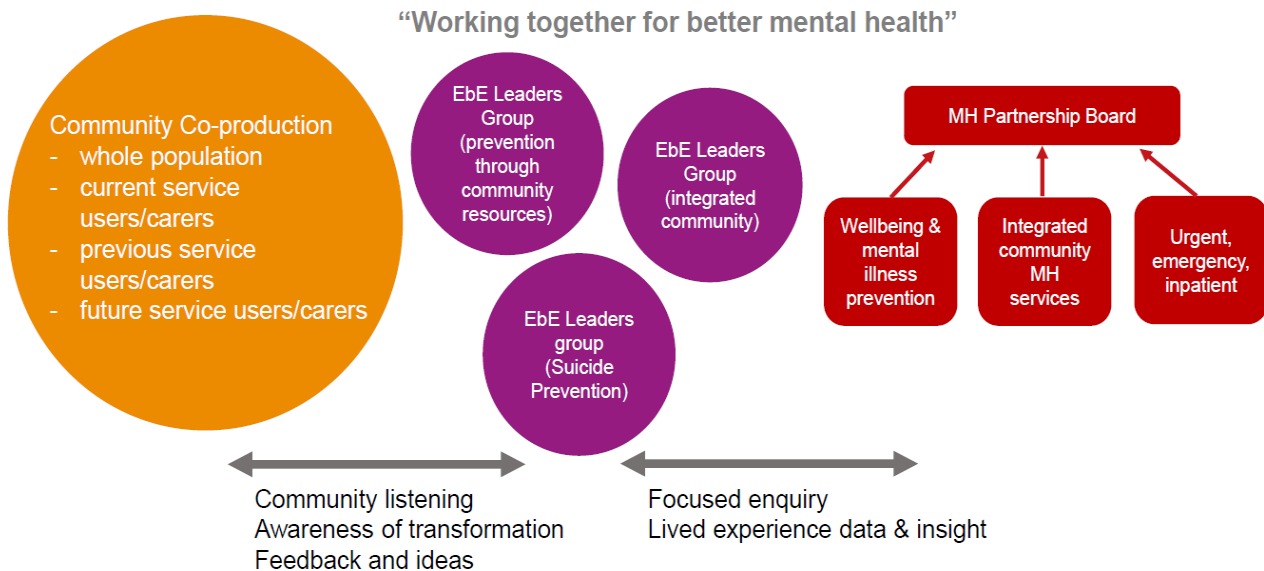 “Working together for better mental health”
Community Co-production
- whole population
- current service
users/carers
- previous service
users/carers
- future service users/carers
EbE Leaders
Group
(prevention
through
community
resources)
EbE Leaders
Group
(integrated
community)
EbE Leaders
group
(Suicide
Prevention)
MH Partnership Board
Wellbeing &
mental
illness
prevention
Integrated
community
MH
services
Urgent,
emergency,
inpatient
Community listening
Awareness of transformation
Feedback and ideas
Focused enquiry
Lived experience data & insight